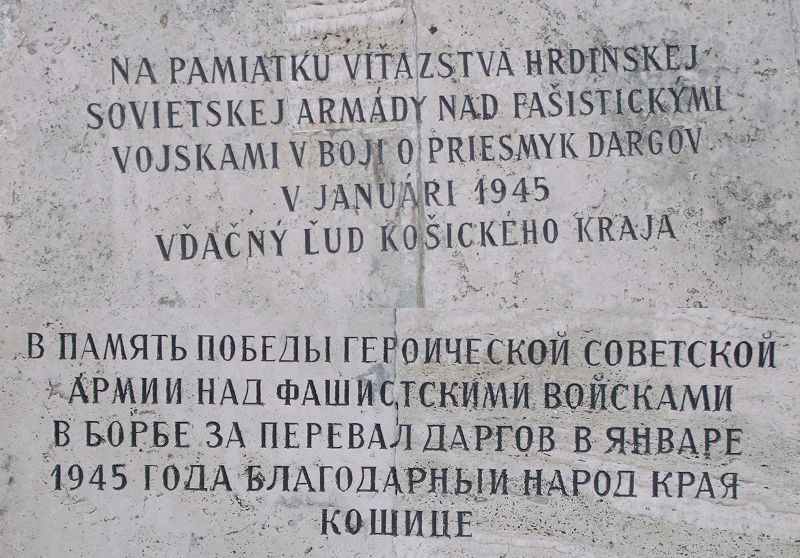 NA PAMIATKU VÍŤAZSTVA HRDINSKEJ
SOVIETSKEJ ARMÁDY NAD FAŠISTICKÝMI
VOJSKAMI V BOJI O PRIESMYK DARGOV
V JANUÁRI 1945
VĎAČNÝ ĽUD KOŠICKÉHO KRAJA
В ПАМЯТЬ ПОБЕДЫ ГЕРОИЧЕСКОЙ СОВЕТСКОЙ
АРМИИ НАД ФАШИСТСКИМИ ВОЙСКАМИ
В БОРЬБЕ ЗА ПЕРЕВАЛ ДАРГОВ В ЯНВАРЕ
1945 ГОДА БЛАГОДАРНЫЙ НАРОД КРАЯ
КОШИЦЕ